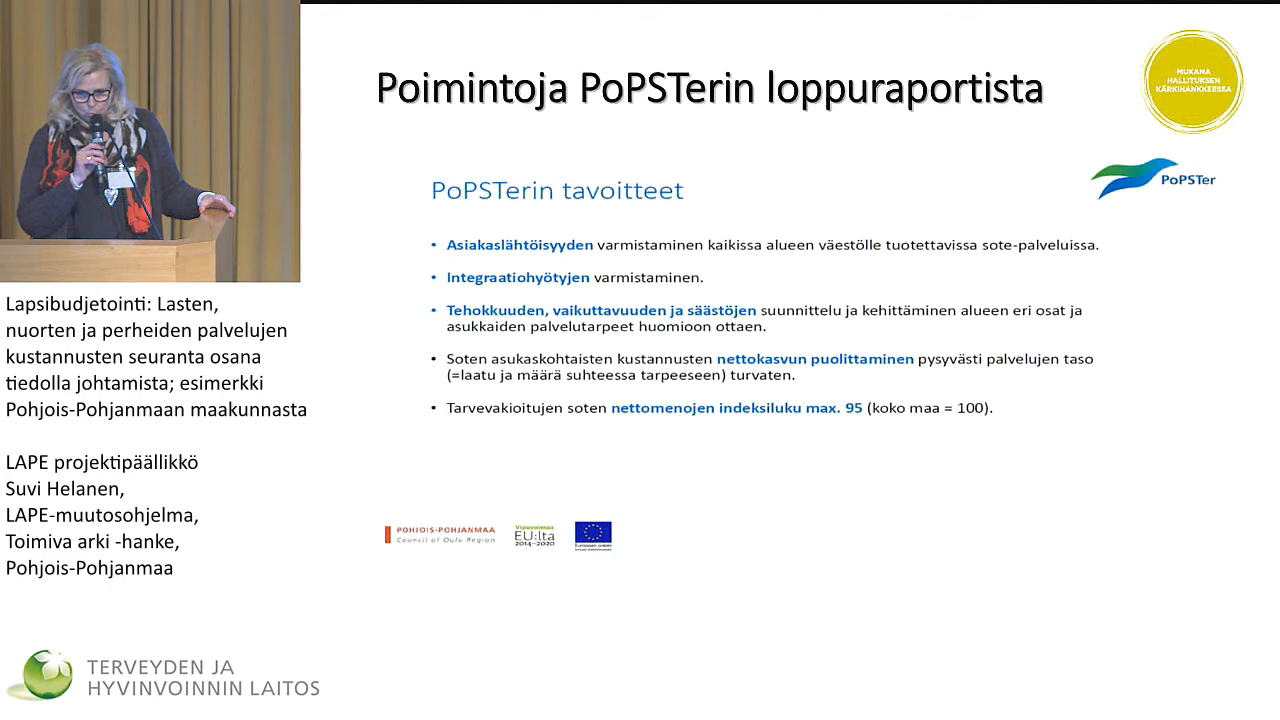 Poimintoja PoPSTerin loppuraportista
MUKANA
HALLITUKSEN
KÄRKIHANKKEESSA
PoPSTer
PoPSTerin tavoitteet
• Asiakaslähtöisyyden varmistaminen kaikissa alueen väestölle tuotettavissa sote-palveluissa.
• Integraatiohyötyjen varmistaminen.
• Tehokkuuden, vaikuttavuuden ja säästöjen suunnittelu ja kehittäminen alueen eri osat ja
asukkaiden palvelutarpeet huomioon ottaen.
• Soten asukaskohtaisten kustannusten nettokasvun puolittaminen pysyvästi palvelujen taso
(=laatu ja määrä suhteessa tarpeeseen) turvaten.
• Tarvevakioitujen soten nettomenojen indeksiluku max. 95 (koko maa = 100).
POHJOIS-POHJANMAA
Council of Oulu Region
Vipuvoimaa
EU:lta
2014–2020
Lapsibudjetointi: Lasten,
nuorten ja perheiden palvelujen
kustannusten seuranta osana
tiedolla johtamista; esimerkki
Pohjois-Pohjanmaan maakunnasta
LAPE projektipäällikkö
Suvi Helanen,
LAPE-muutosohjelma,
Toimiva arki -hanke,
Pohjois-Pohjanmaa
TERVEYDEN JA
HYVINVOINNIN LAITOS